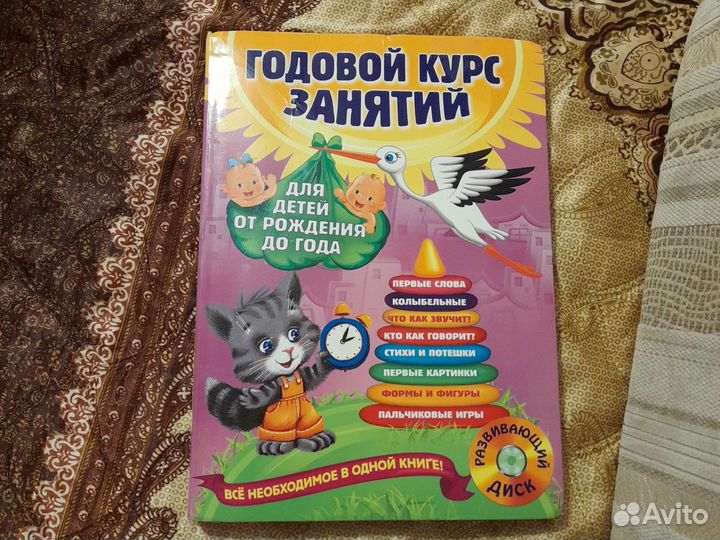 ГОДОВОЙ КУРС
ЗАНЯТИЙ
ДЛЯ
ДЕТЕЙ
ОТ РОЖДЕНИЯ
ДО ГОДА
ПЕРВЫЕ СЛОВА
КОЛЫБЕЛЬНЫЕ
ЧТО КАК ЗВУЧИТ?
КТО КАК ГОВОРИТ?
СТИХИ И ПОТЕШКИ
ПЕРВЫЕ КАРТИНКИ
ФОРМЫ И ФИГУРЫ
ПАЛЬЧИКОВЫЕ ИГРЫ
ВСЁ НЕОБХОДИМОЕ В ОДНОЙ КНИГЕ!
РАЗВИВАЮЩИЙ
ДИСК
Avito